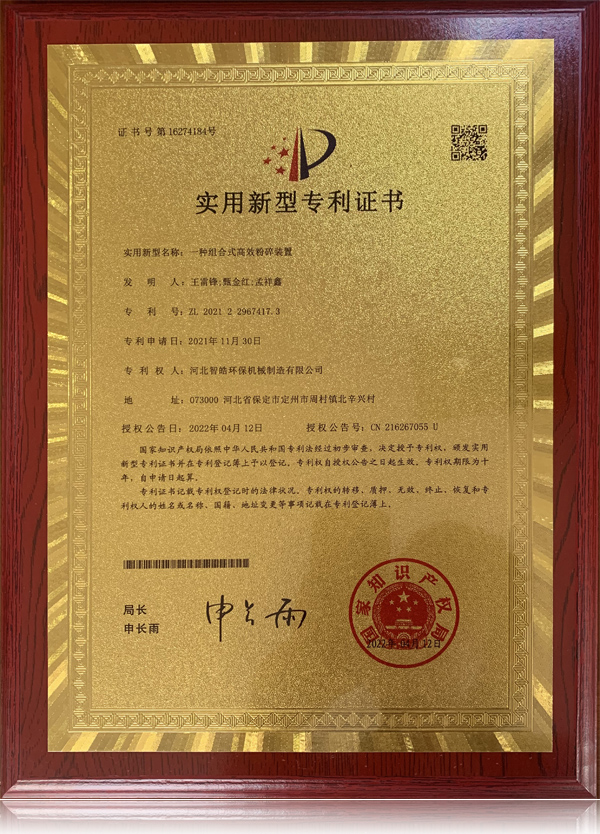 证书号第16274184号
实用新型专利证书
实用新型名称：一种组合式高效粉碎装置
发 明 人：王富锋;甄金红;孟祥鑫
专 利 号：ZL 2021 2 2967417.3
专利申请日：2021年11月30日
专 利 权 人：河北智皓环保机械制造有限公司
地 址：073000 河北省保定市定州市周村镇北辛兴村
授权公告日：2022年04月12日 授权公告号：CN 216267055 U
国家知识产权局依照中华人民共和国专利法经过初步审查，决定授予专利权，颁发实用
新型专利证书并在专利登记簿上予以登记，专利权自授权公告之日起生效，专利权期限为十
年，自申请日起算。
专利证书记载专利权登记时的法律状况，专利权的转移、质押、无效、终止、恢复和专
利权人的姓名或名称、国籍、地址变更等事项记载在专利登记簿上。
局长
申长雨
申长雨
国家知识产权局
2022年04月12日